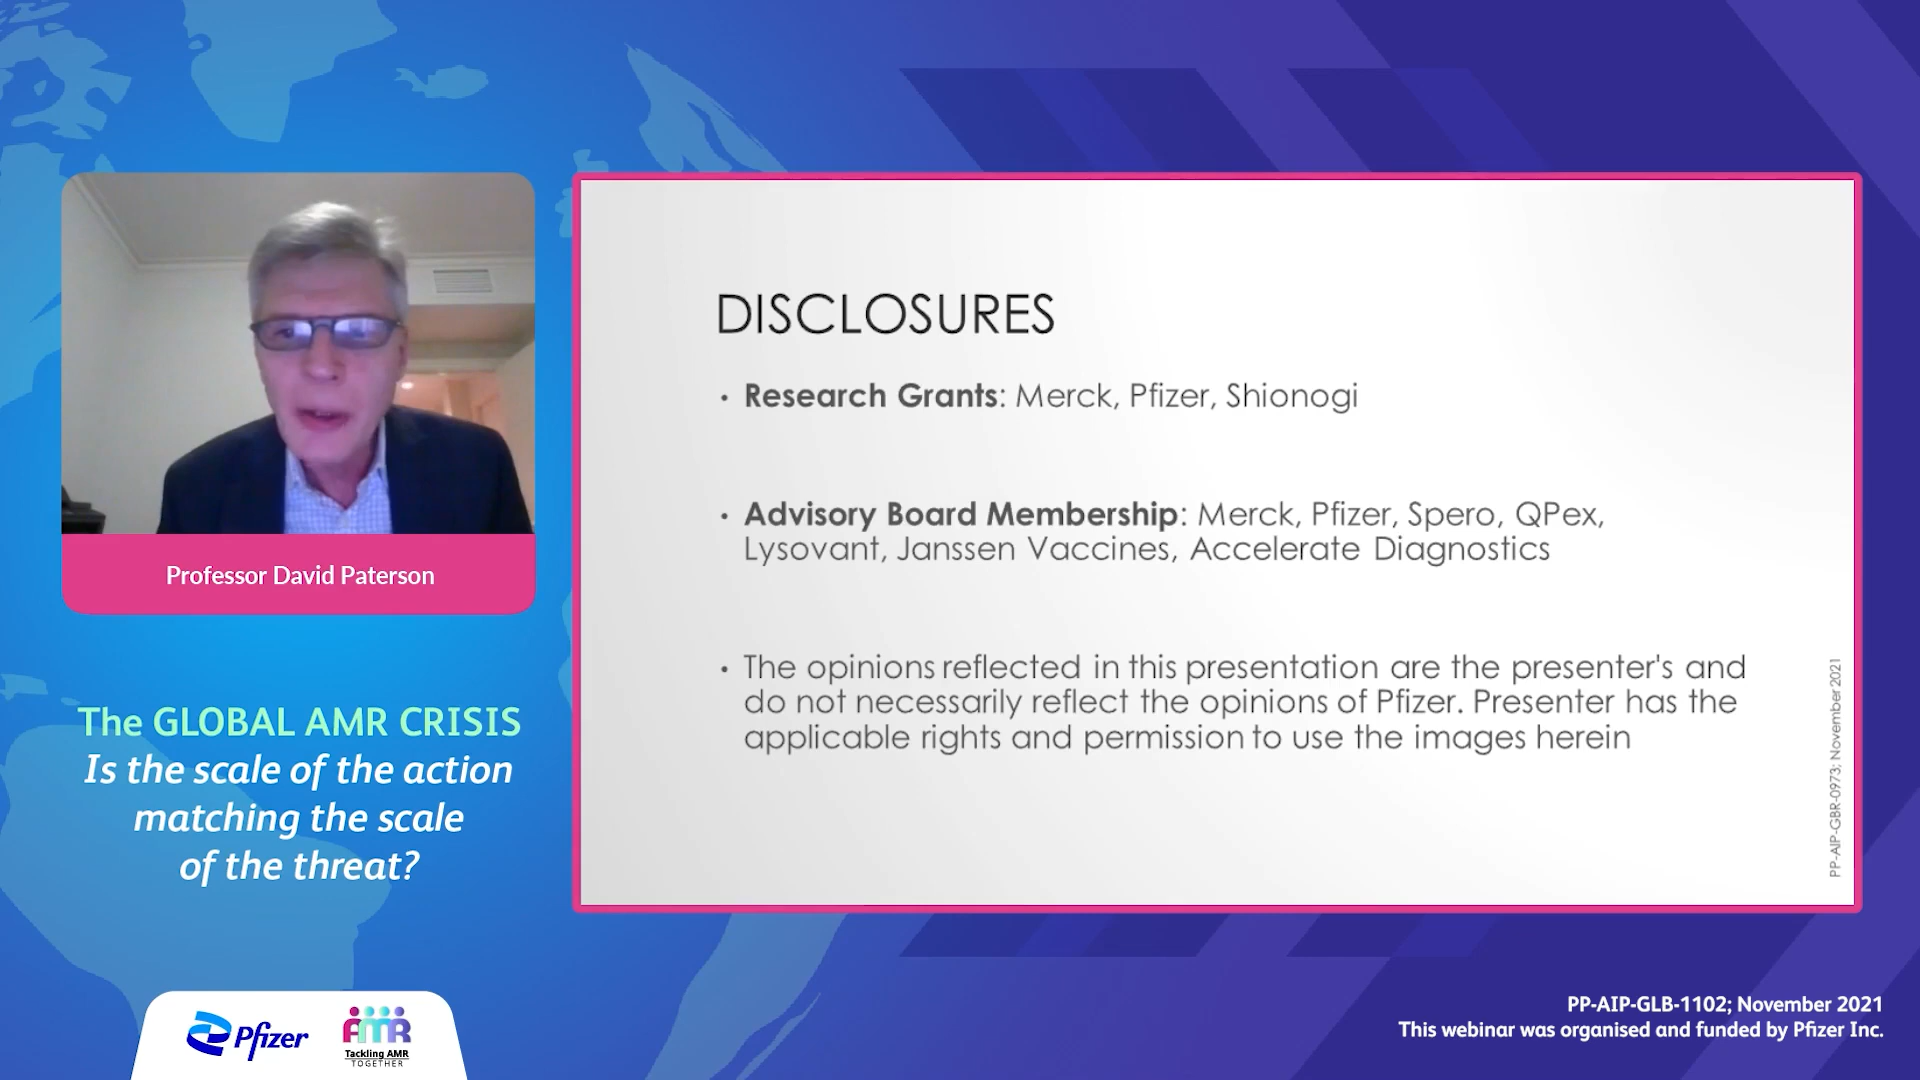 Professor David Paterson
The GLOBAL AMR CRISIS
Is the scale of the action
matching the scale
of the threat?
Pfizer
AMR
Tackling AMR
TOGETHER
DISCLOSURES
• Research Grants: Merck, Pfizer, Shionogi
• Advisory Board Membership: Merck, Pfizer, Spero, QPex,
Lysovant, Janssen Vaccines, Accelerate Diagnostics
• The opinions reflected in this presentation are the presenter's and
do not necessarily reflect the opinions of Pfizer. Presenter has the
applicable rights and permission to use the images herein
PP-AIP-GBR-0973; November 2021
PP-AIP-GLB-1102; November 2021
This webinar was organised and funded by Pfizer Inc.